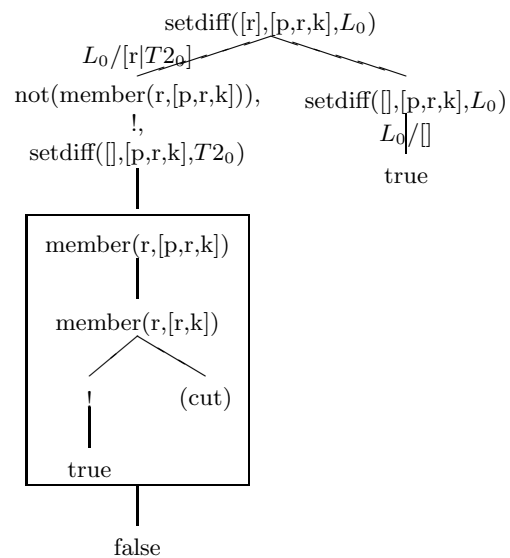 setdiff([r],[p,r,k],L₀)
L₀/[r|T2₀]
not(member(r,[p,r,k])),
!,
setdiff([],[p,r,k],T2₀)
setdiff([],[p,r,k],L₀)
L₀/[]
true
member(r,[p,r,k])
member(r,[r,k])
!
(cut)
true
false